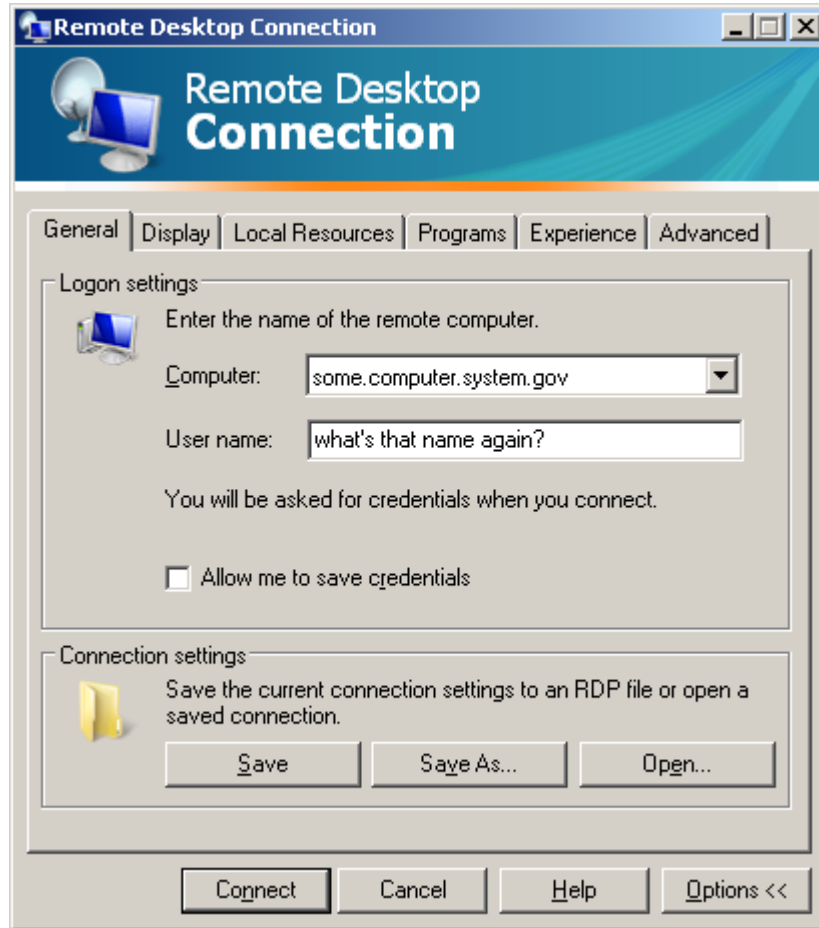 Remote Desktop Connection
Remote Desktop
Connection
General Display Local Resources Programs Experience Advanced
Logon settings
Enter the name of the remote computer.
Computer: some.computer.system.gov
User name: what's that name again?
You will be asked for credentials when you connect.
Allow me to save credentials
Connection settings
Save the current connection settings to an RDP file or open a
saved connection.
Save Save As... Open...
Connect Cancel Help Options <<